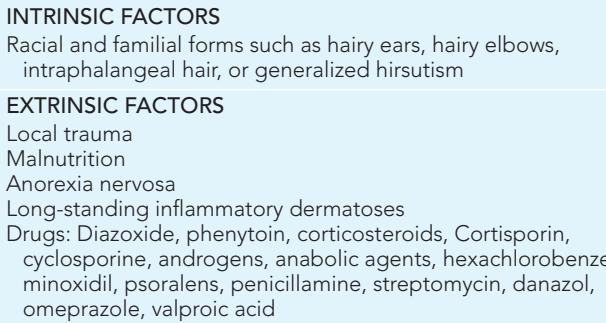 INTRINSIC FACTORS
Racial and familial forms such as hairy ears, hairy elbows,
intraphalangeal hair, or generalized hirsutism
EXTRINSIC FACTORS
Local trauma
Malnutrition
Anorexia nervosa
Long-standing inflammatory dermatoses
Drugs: Diazoxide, phenytoin, corticosteroids, Cortisporin,
cyclosporine, androgens, anabolic agents, hexachlorobenze
minoxidil, psoralens, penicillamine, streptomycin, danazol,
omeprazole, valproic acid